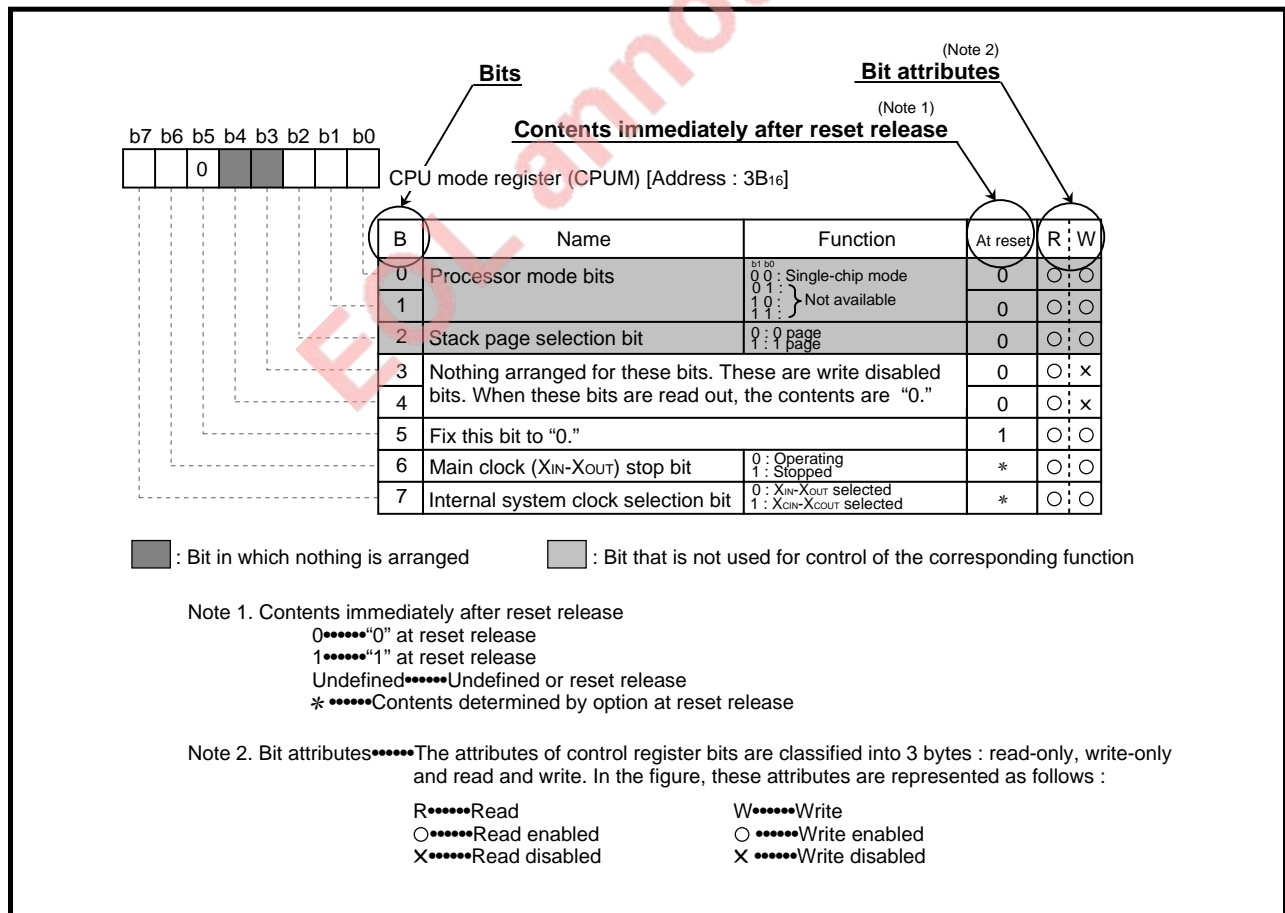 EOL anno
(Note 2)
Bits
Bit attributes
(Note 1)
Contents immediately after reset release
b7 b6 b5 b4 b3 b2 b1 b0
0
CPU mode register (CPUM) [Address : 3B16]
B Name Function At reset R W
0 Processor mode bits b1 b0 0 0 : Single-chip mode 0
0 1 :
1 1 0 : Not available 0
1 1 :
2 Stack page selection bit 0 : 0 page 0
1 : 1 page
3 Nothing arranged for these bits. These are write disabled 0 ○ ×
4 bits. When these bits are read out, the contents are “0.” 0 ○ ×
5 Fix this bit to “0.” 1 ○ ○
6 Main clock (XIN-XOUT) stop bit 0 : Operating * ○ ○
1 : Stopped
7 Internal system clock selection bit 0 : XIN-XOUT selected * ○ ○
1 : XCIN-XCOUT selected
: Bit in which nothing is arranged : Bit that is not used for control of the corresponding function
Note 1. Contents immediately after reset release
0••••••“0” at reset release
1••••••“1” at reset release
Undefined••••••Undefined or reset release
* ••••••Contents determined by option at reset release
Note 2. Bit attributes••••••The attributes of control register bits are classified into 3 bytes : read-only, write-only
and read and write. In the figure, these attributes are represented as follows :
R••••••Read W••••••Write
○••••••Read enabled ○ ••••••Write enabled
×••••••Read disabled × ••••••Write disabled